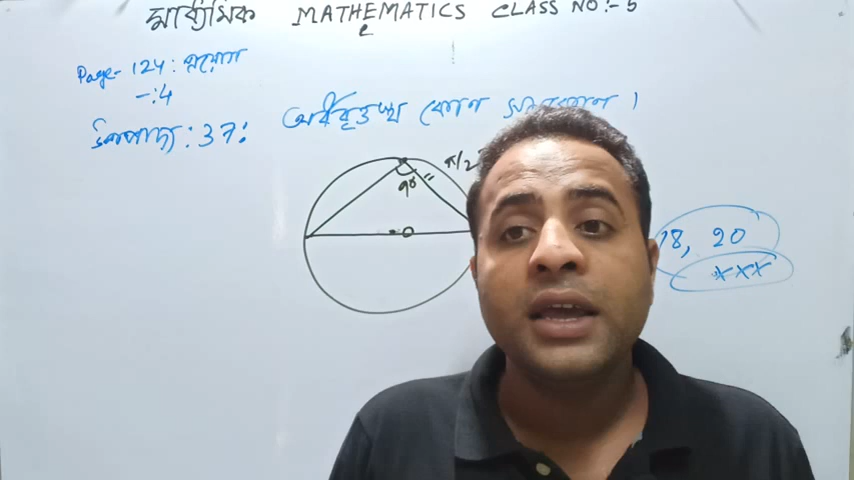 মাধ্যমিক MATHEMATICS CLASS NO:- 5
e
Page- 124: প্রয়োগ
-:4
উপপাদ্য: 37:
অর্ধবৃত্তস্থ কোণ সমকোণ ।
π/2
90° =
O
18, 20
***